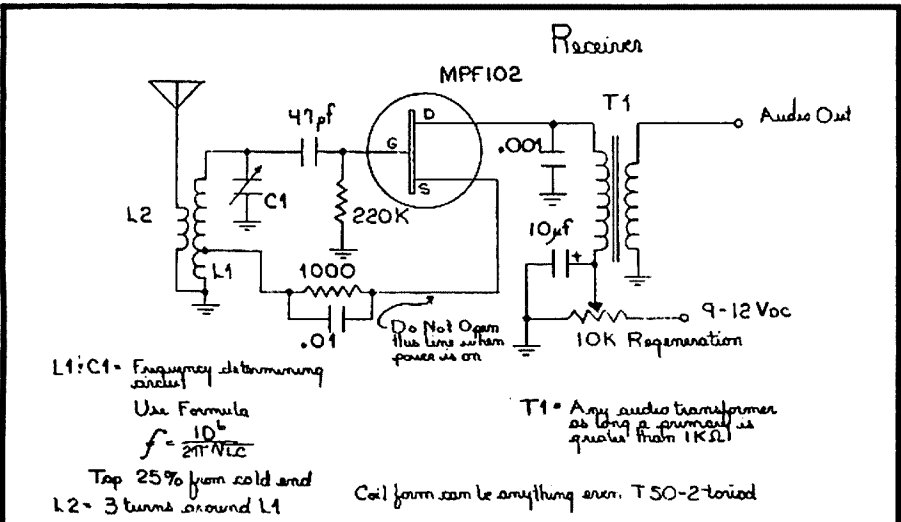 Receiver
MPF102
T1
47pf
D
G
S
.001
Audio Out
C1
220K
L2
L1
10µf
+
1000
.01
Do Not Open
this line when
power is on
9-12 VDC
10K Regeneration
L1 : C1 = Frequency determining
circuit
Use Formula
f = 10⁶ / 2π√LC
Tap 25% from cold end
L2 = 3 turns around L1
T1 = Any audio transformer
as long a primary is
greater than 1KΩ
Coil form can be anything even T50-2 toriod